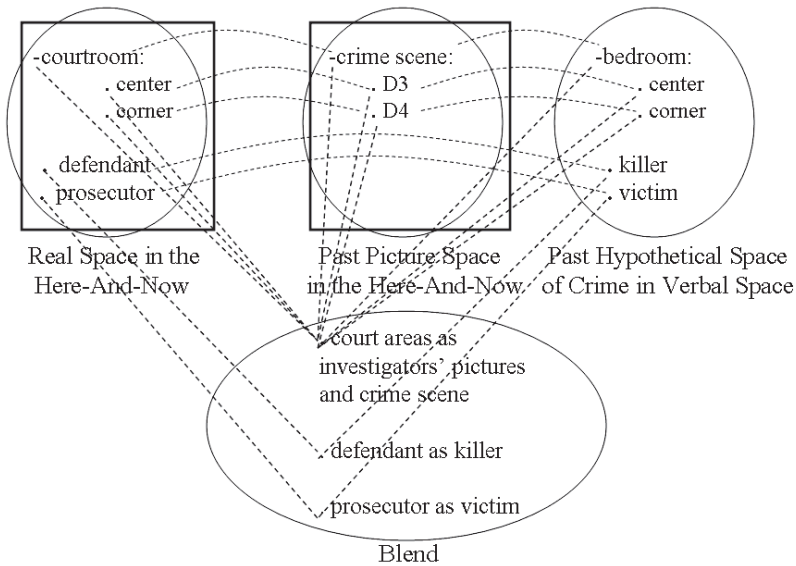 -courtroom:
. center
. corner
. defendant
. prosecutor
Real Space in the
Here-And-Now
-crime scene:
. D3
. D4
Past Picture Space
in the Here-And-Now
-bedroom:
. center
. corner
. killer
. victim
Past Hypothetical Space
of Crime in Verbal Space
. court areas as
investigators' pictures
and crime scene
. defendant as killer
. prosecutor as victim
Blend